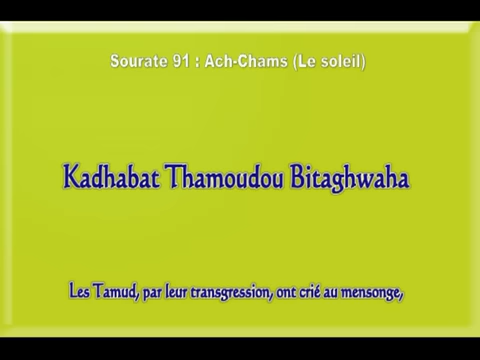 Sourate 91 : Ach-Chams (Le soleil)
Kadhabat Thamoudou Bitaghwaha
Les Tamud, par leur transgression, ont crié au mensonge,